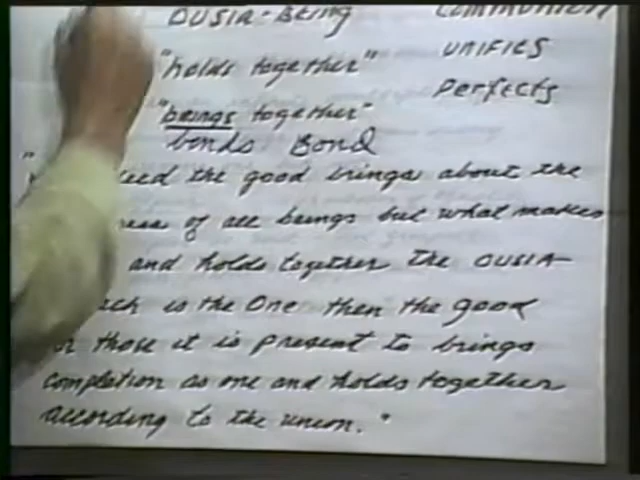 OUSIA - Being COMMUNION
"holds together" unifies
Perfects
"brings together"
bonds Bond
" the good brings about the
of all beings but what makes
and holds together the OUSIA
is the One then the good
those it is present to brings
completion as one and holds together
according to the union."